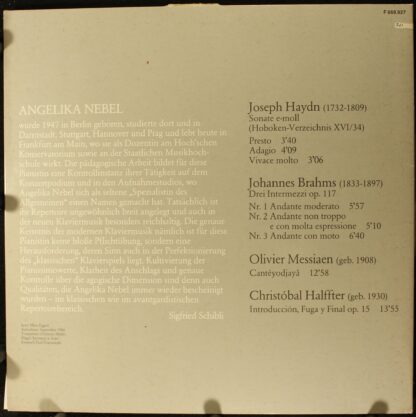 F 668.927
ANGELIKA NEBEL
wurde 1947 in Berlin geboren, studierte dort und in
Darmstadt, Stuttgart, Hannover und Prag und lebt heute in
Frankfurt am Main, wo sie als Dozentin am Hoch'schen
Konservatorium sowie an der Staatlichen Musikhoch-
schule wirkt. Die pädagogische Arbeit bildet für diese
Pianistin eine Kontrollinstanz ihrer Tätigkeit auf dem
Konzertpodium und in den Aufnahmestudios, wo
Angelika Nebel sich als seltene „Spezialistin des
Allgemeinen“ einen Namen gemacht hat. Tatsächlich ist
ihr Repertoire ungewöhnlich breit angelegt und auch in
der neuen Klaviermusik besonders reichhaltig. Die genaue
Kenntnis der modernen Klaviermusik nämlich ist für diese
Pianistin keine bloße Pflichtübung, sondern eine
Herausforderung, deren Sinn auch in der Perfektionierung
des „klassischen“ Klavierspiels liegt. Kultivierung der
Pianissimowerte, Klarheit des Anschlags und genaue
Kontrolle über die agogische Dimension sind denn auch
Qualitäten, die Angelika Nebel immer wieder bescheinigt
wurden – im klassischen wie im avantgardistischen
Repertoirebereich.
Sigfried Schibli
Joseph Haydn (1732-1809)
Sonate e-moll
(Hoboken-Verzeichnis XVI/34)
Presto 3'40
Adagio 4'09
Vivace molto 3'06
Johannes Brahms (1833-1897)
Drei Intermezzi op. 117
Nr. 1 Andante moderato 5'57
Nr. 2 Andante non troppo
e con molta espressione 5'10
Nr. 3 Andante con moto 6'40
Olivier Messiaen (geb. 1908)
Cantéyodjayâ 12'58
Christóbal Halffter (geb. 1930)
Introducción, Fuga y Final op. 15 13'55